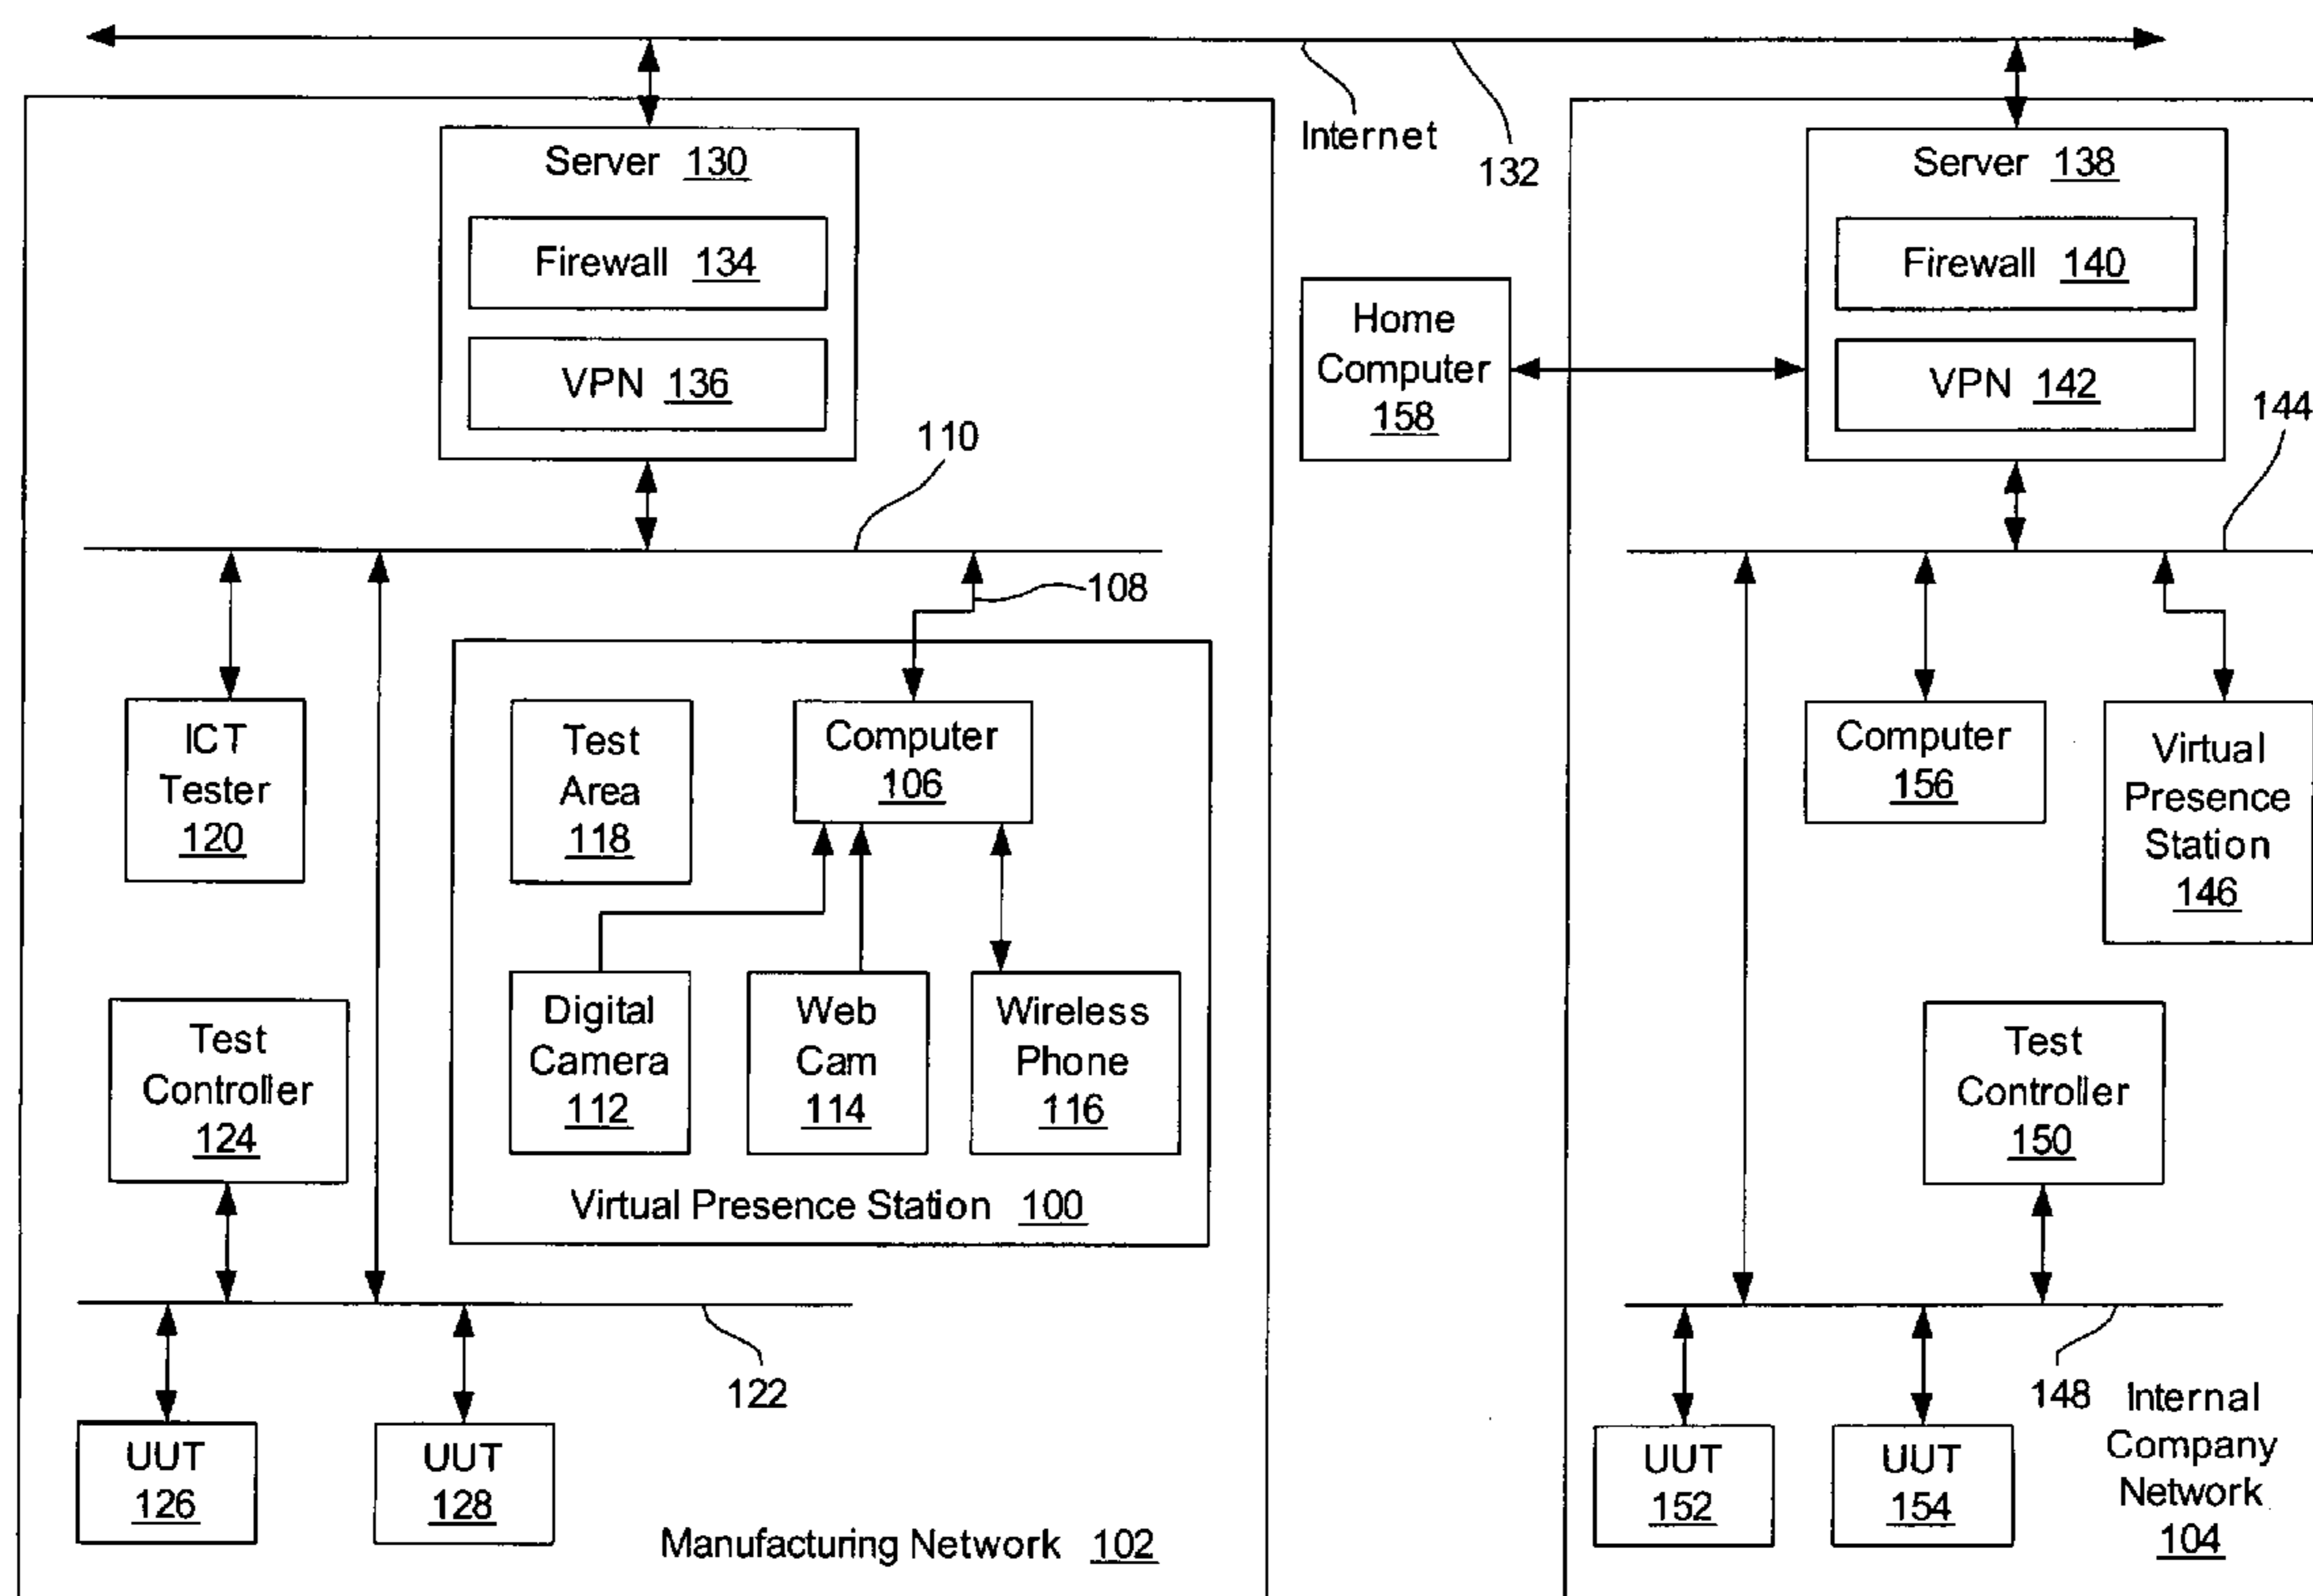 Internet
132
Server 130
Firewall 134
VPN 136
110
108
ICT
Tester
120
Test
Area
118
Computer
106
Digital
Camera
112
Web
Cam
114
Wireless
Phone
116
Virtual Presence Station 100
Test
Controller
124
122
UUT
126
UUT
128
Manufacturing Network 102
Home
Computer
158
Server 138
Firewall 140
VPN 142
144
Computer
156
Virtual
Presence
Station
146
Test
Controller
150
148
UUT
152
UUT
154
Internal
Company
Network
104